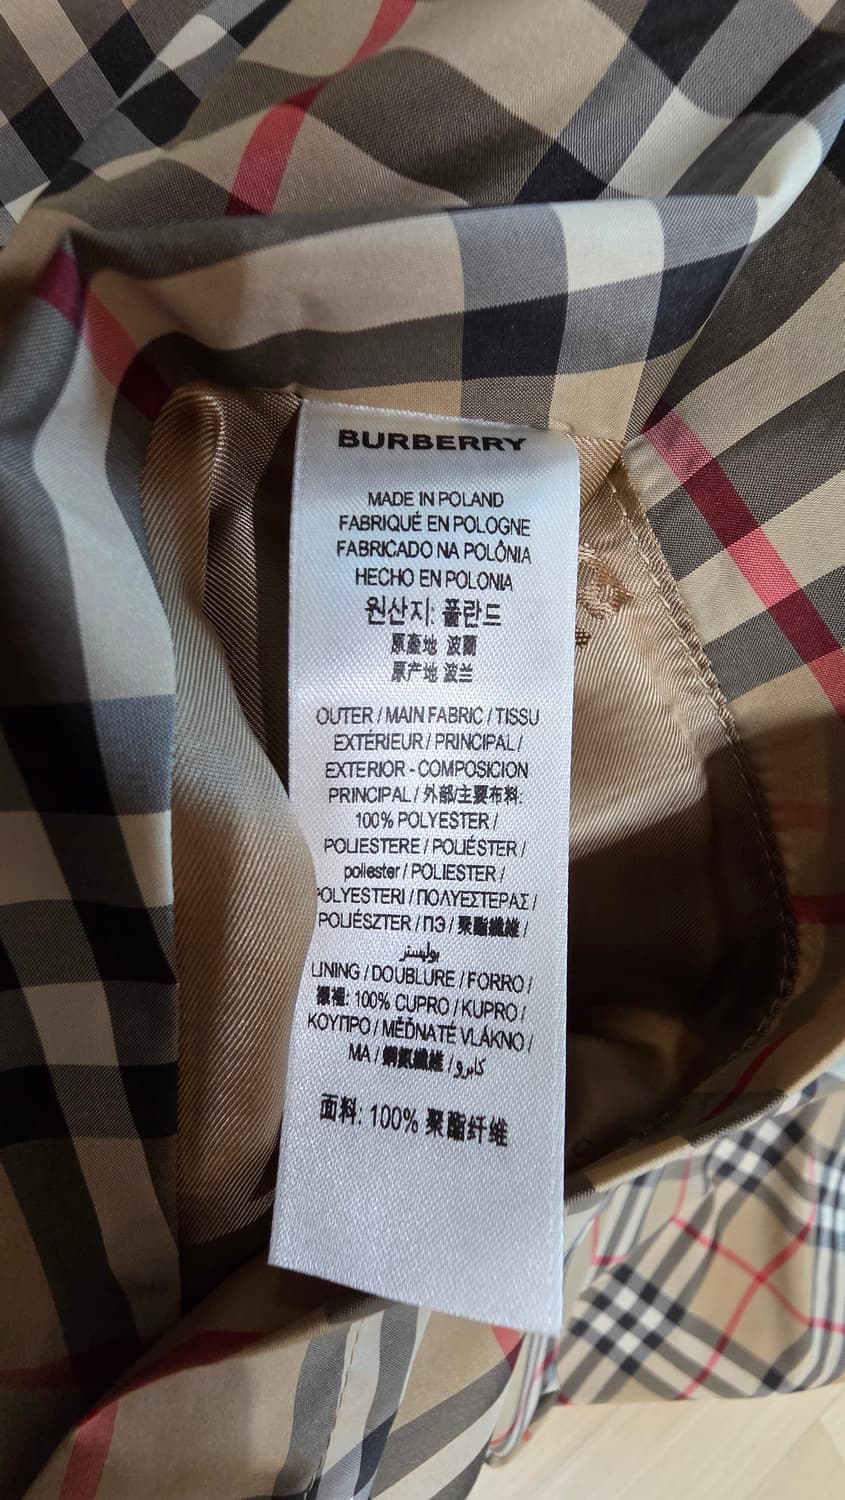 BURBERRY
MADE IN POLAND
FABRIQUÉ EN POLOGNE
FABRICADO NA POLÔNIA
HECHO EN POLONIA
원산지: 폴란드
原產地 波蘭
原产地 波兰
OUTER / MAIN FABRIC / TISSU
EXTÉRIEUR / PRINCIPAL /
EXTERIOR - COMPOSICION
PRINCIPAL / 外部/主要布料:
100% POLYESTER /
POLIESTERE / POLIÉSTER /
poliester / POLIESTER /
POLYESTERI / ΠΟΛΥΕΣΤΕΡΑΣ /
POLIÉSZTER / ПЭ / 聚酯纖維 /
بوليستر
LINING / DOUBLURE / FORRO /
裡: 100% CUPRO / KUPRO /
ΚΟΥΠΡΟ / MĚĎNATÉ VLÁKNO /
MA / 銅氨纖維 / كابرو
面料: 100% 聚酯纤维